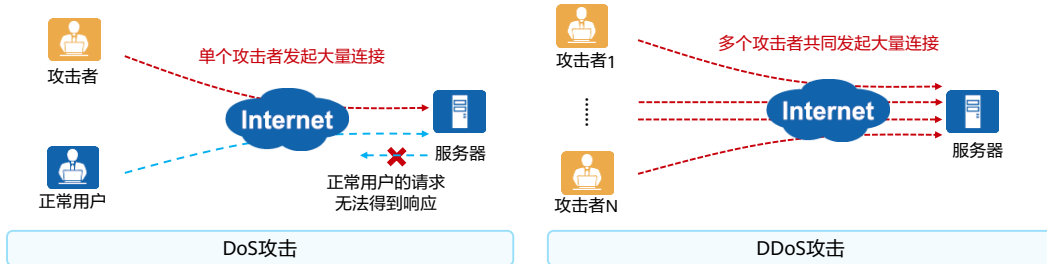 攻击者
单个攻击者发起大量连接
Internet
服务器
正常用户
正常用户的请求
无法得到响应
DoS攻击
攻击者1
多个攻击者共同发起大量连接
Internet
服务器
攻击者N
DDoS攻击